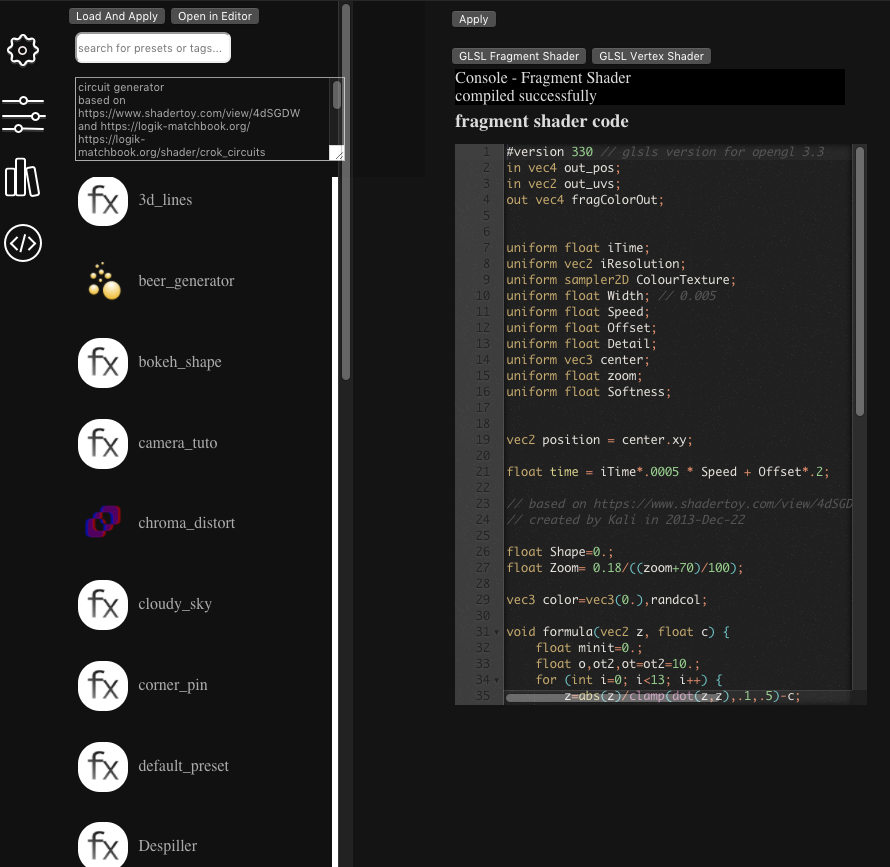 Load And Apply
Open in Editor
search for presets or tags...
circuit generator
based on
https://www.shadertoy.com/view/4dSGDW
and https://logik-matchbook.org/
https://logik-
matchbook.org/shader/crok_circuits
fx 3d_lines
beer_generator
fx bokeh_shape
fx camera_tuto
chroma_distort
fx cloudy_sky
fx corner_pin
fx default_preset
fx Despiller
Apply
GLSL Fragment Shader
GLSL Vertex Shader
Console - Fragment Shader
compiled successfully
fragment shader code
1 #version 330 // glsls version for opengl 3.3
2 in vec4 out_pos;
3 in vec2 out_uvs;
4 out vec4 fragColorOut;
5
6
7 uniform float iTime;
8 uniform vec2 iResolution;
9 uniform sampler2D ColourTexture;
10 uniform float Width; // 0.005
11 uniform float Speed;
12 uniform float Offset;
13 uniform float Detail;
14 uniform vec3 center;
15 uniform float zoom;
16 uniform float Softness;
17
18
19 vec2 position = center.xy;
20
21 float time = iTime*.0005 * Speed + Offset*.2;
22
23 // based on https://www.shadertoy.com/view/4dSGD
24 // created by Kali in 2013-Dec-22
25
26 float Shape=0.;
27 float Zoom= 0.18/((zoom+70)/100);
28
29 vec3 color=vec3(0.),randcol;
30
31 void formula(vec2 z, float c) {
32 float minit=0.;
33 float o,ot2,ot=ot2=10.;
34 for (int i=0; i<13; i++) {
35 z=abs(z)/clamp(dot(z,z),.1,.5)-c;